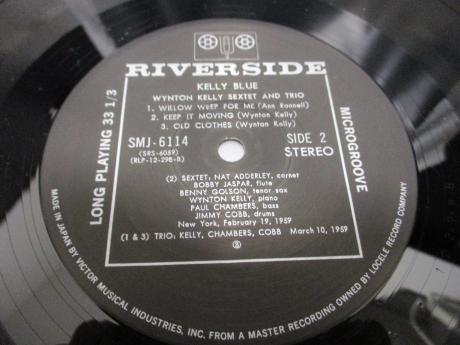 RIVERSIDE
KELLY BLUE
WYNTON KELLY SEXTET AND TRIO
1. WILLOW WEEP FOR ME (Ann Ronnell)
2. KEEP IT MOVING (Wynton Kelly)
3. OLD CLOTHES (Wyntan Kelly)
SMJ-6114 SIDE 2
(SRS-6089) STEREO
(RLP-12-298-B)
(2) SEXTET; NAT ADDERLEY, cornet
BOBBY JASPAR, flute
BENNY GOLSON, tenor sax
WYNTON KELLY, piano
PAUL CHAMBERS, bass
JIMMY COBB, drums
New York, February 19, 1959
(1 & 3) TRIO: KELLY, CHAMBERS, COBB March 10, 1959
LONG PLAYING 33 1/3
MICROGROOVE
MADE IN JAPAN BY VICTOR MUSICAL INDUSTRIES, INC. FROM A MASTER RECORDING OWNED BY LOCELE RECORD COMPANY